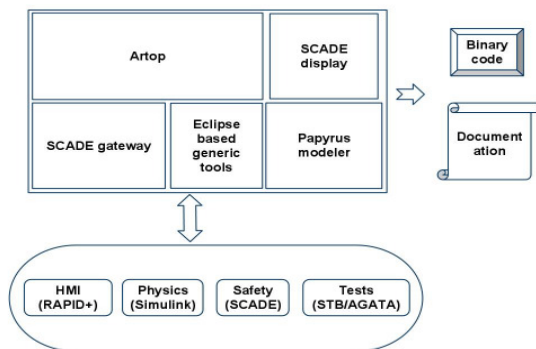 Artop
SCADE
display
SCADE gateway
Eclipse
based
generic
tools
Papyrus
modeler
Binary
code
Document
ation
HMI
(RAPID+)
Physics
(Simulink)
Safety
(SCADE)
Tests
(STB/AGATA)